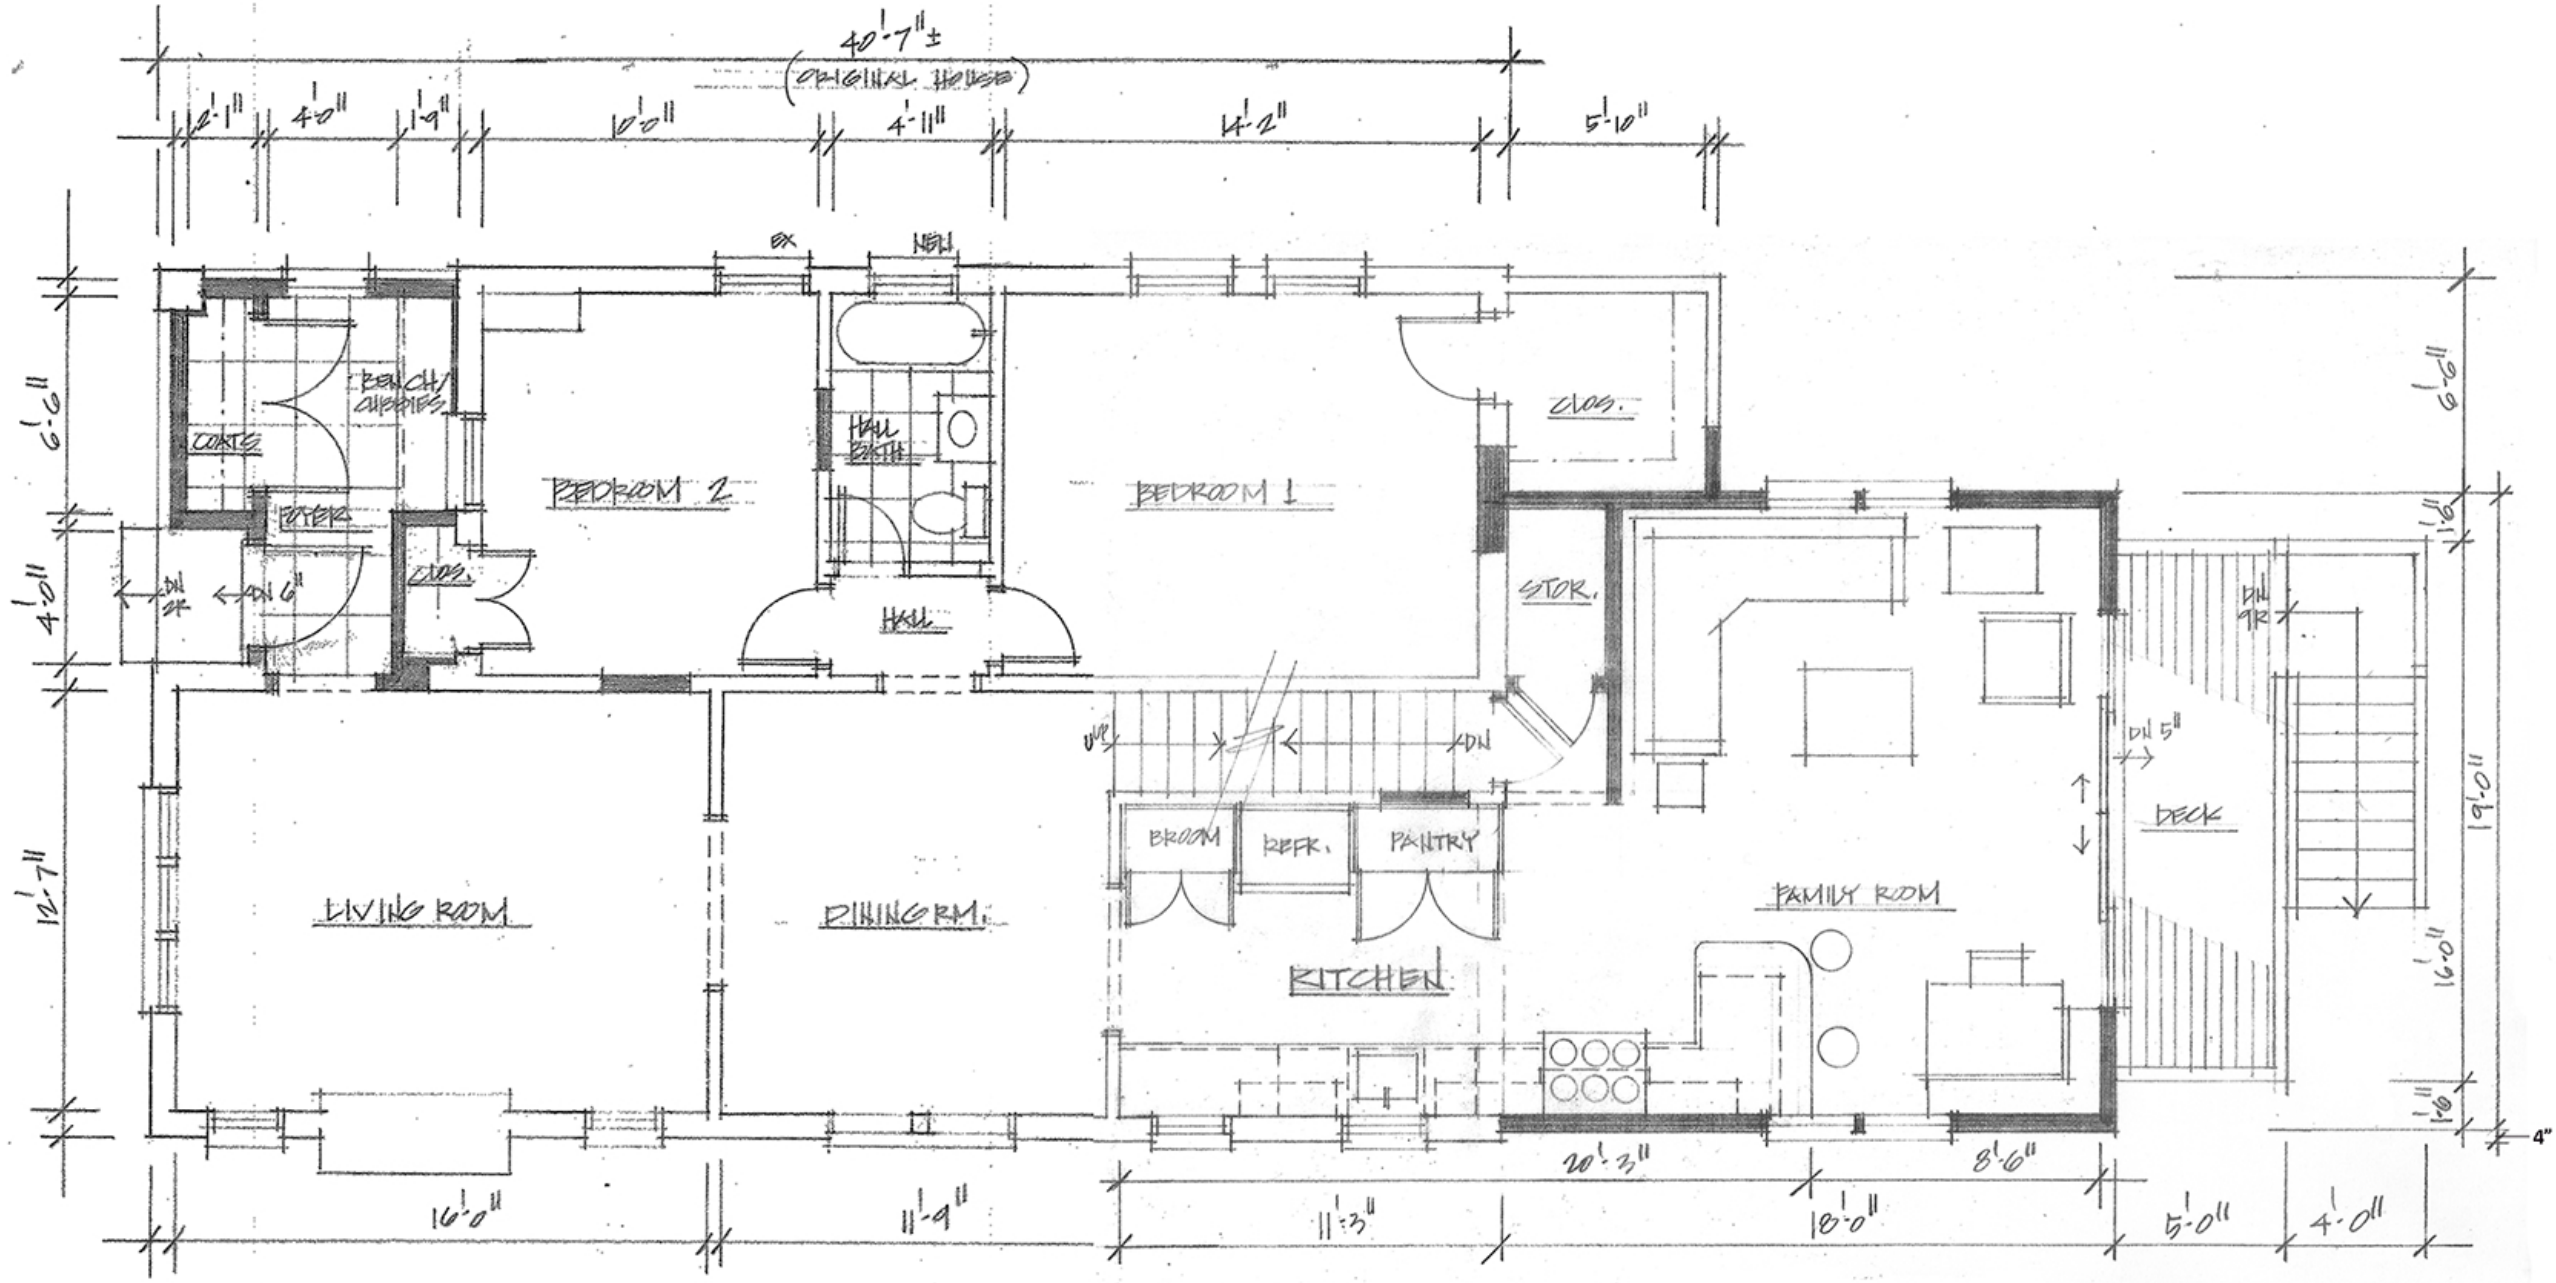 40'-7"±
(ORIGINAL HOUSE)
2'-1"
4'-0"
1'-9"
10'-0"
4'-11"
14'-2"
5'-10"
EX
NEW
6'-6"
4'-0"
12'-7"
COATS
BENCH/
CUBBIES
FOYER
CLOS.
DN
2R
DN 6"
BEDROOM 2
HALL
BATH
HALL
BEDROOM 1
CLOS.
STOR.
UP
DN
BROOM
REFR.
PANTRY
LIVING ROOM
DINING RM.
KITCHEN
FAMILY ROOM
DN
9R
DN 5"
DECK
6'-6"
1'-6"
19'-0"
16'-0"
1'-6"
4"
20'-3"
8'-6"
16'-0"
11'-9"
11'-3"
18'-0"
5'-0"
4'-0"